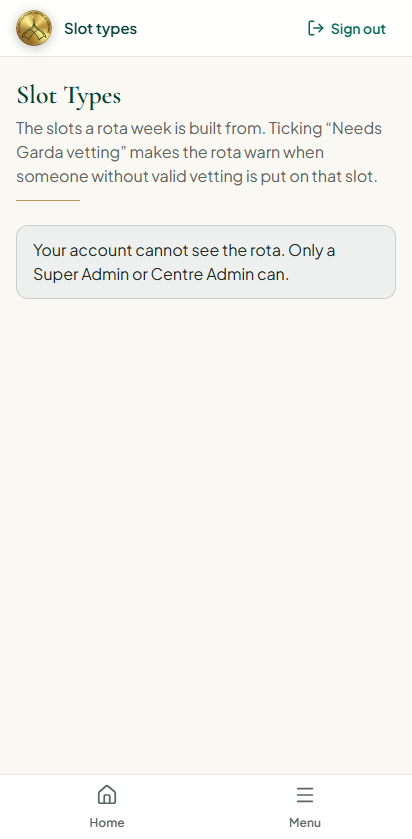 Slot types
Sign out
Slot Types
The slots a rota week is built from. Ticking “Needs
Garda vetting” makes the rota warn when
someone without valid vetting is put on that slot.
Your account cannot see the rota. Only a
Super Admin or Centre Admin can.
Home
Menu